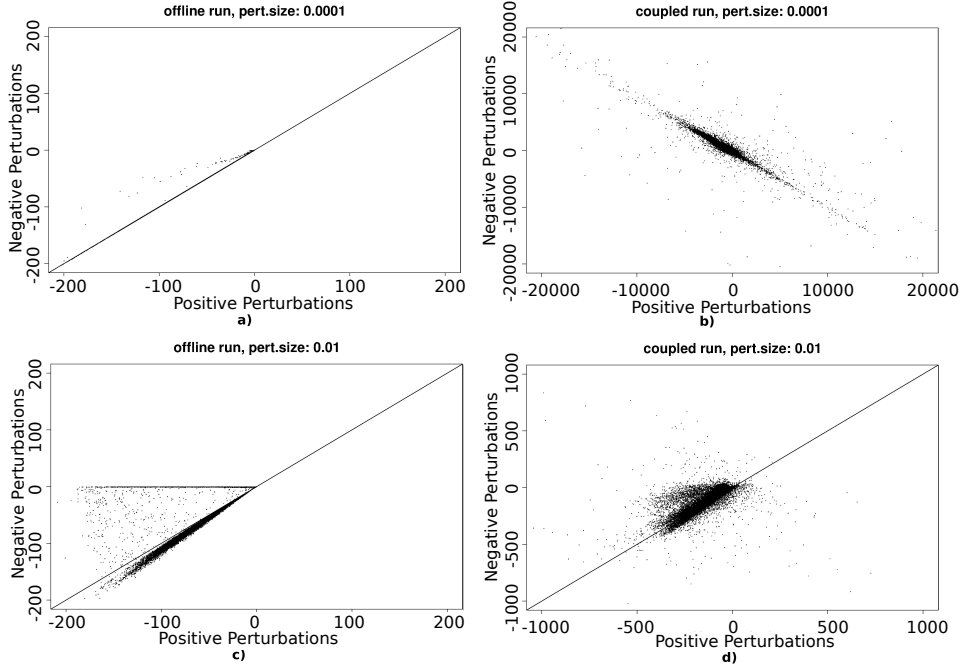 offline run, pert.size: 0.0001
200
100
0
-100
-200
Negative Perturbations
-200 -100 0 100 200
Positive Perturbations
a)
coupled run, pert.size: 0.0001
20000
10000
0
-10000
-20000
Negative Perturbations
-20000 -10000 0 10000 20000
Positive Perturbations
b)
offline run, pert.size: 0.01
200
100
0
-100
-200
Negative Perturbations
-200 -100 0 100 200
Positive Perturbations
c)
coupled run, pert.size: 0.01
1000
500
0
-500
-1000
Negative Perturbations
-1000 -500 0 500 1000
Positive Perturbations
d)